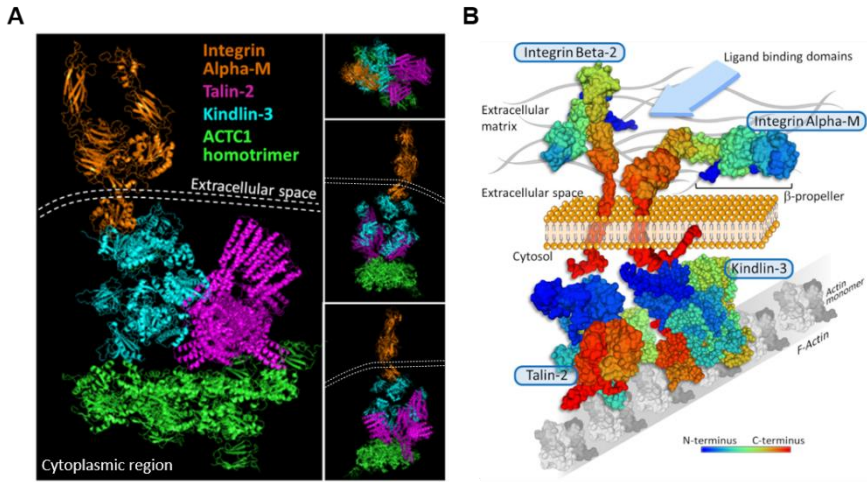 A
Integrin
Alpha-M
Talin-2
Kindlin-3
ACTC1
homotrimer
Extracellular space
Cytoplasmic region
B
Integrin Beta-2
Ligand binding domains
Extracellular
matrix
Integrin Alpha-M
Extracellular space
β-propeller
Cytosol
Kindlin-3
Actin
monomer
F-Actin
Talin-2
N-terminus C-terminus